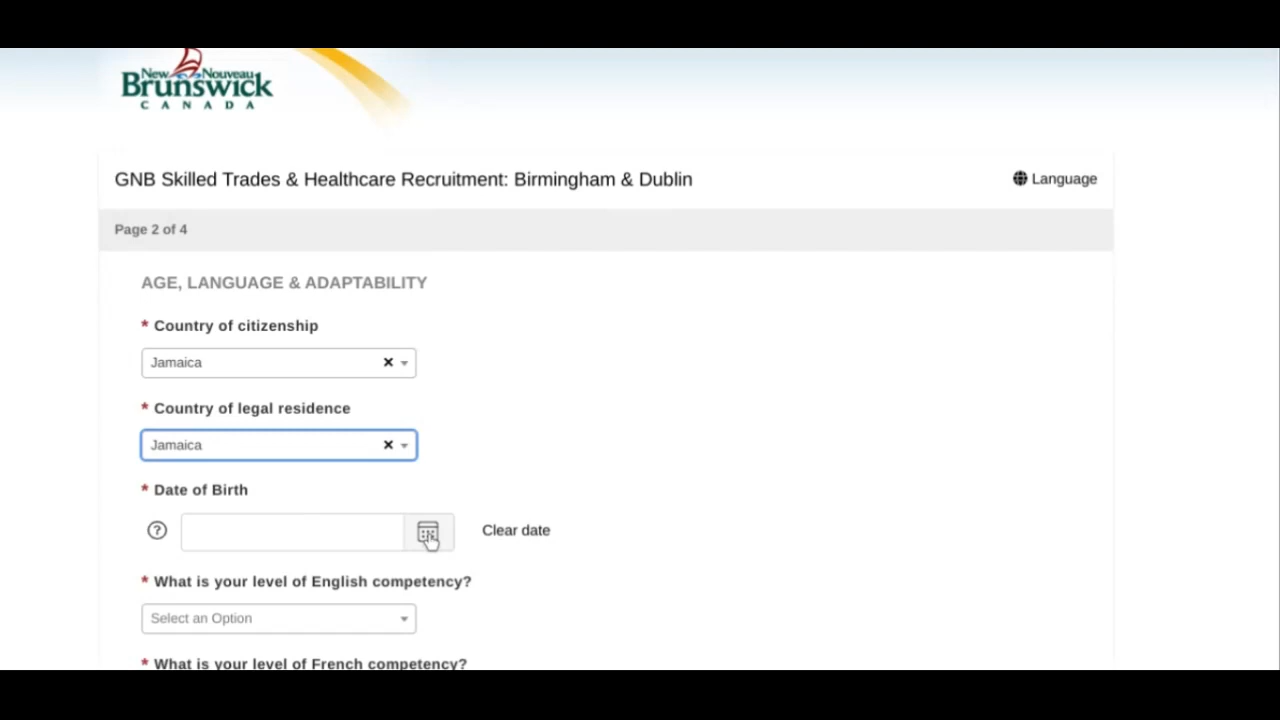 New Nouveau
Brunswick
CANADA
GNB Skilled Trades & Healthcare Recruitment: Birmingham & Dublin
Language
Page 2 of 4
AGE, LANGUAGE & ADAPTABILITY
* Country of citizenship
Jamaica
* Country of legal residence
Jamaica
* Date of Birth
Clear date
* What is your level of English competency?
Select an Option
* What is your level of French competency?